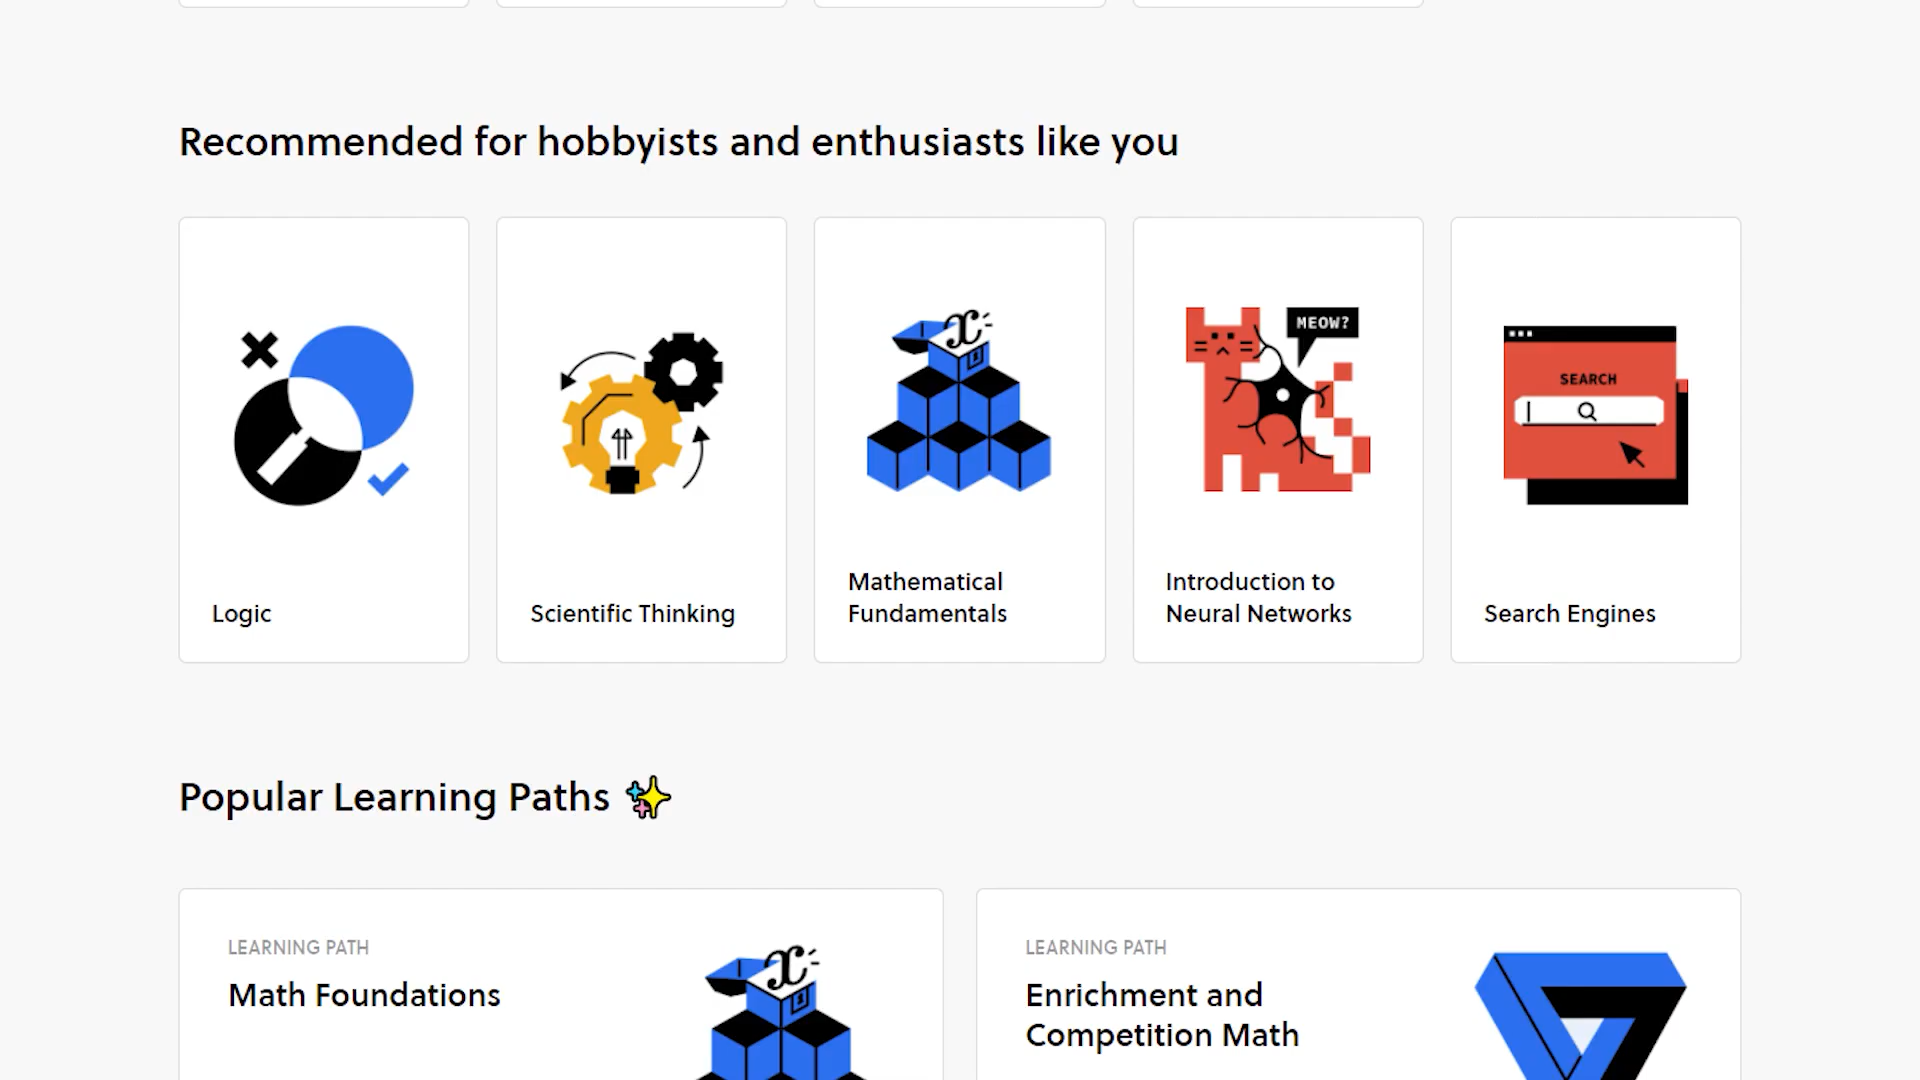 Recommended for hobbyists and enthusiasts like you
x
MEOW?
SEARCH
Logic
Scientific Thinking
Mathematical
Fundamentals
Introduction to
Neural Networks
Search Engines
Popular Learning Paths ✨
LEARNING PATH
Math Foundations
x
LEARNING PATH
Enrichment and
Competition Math